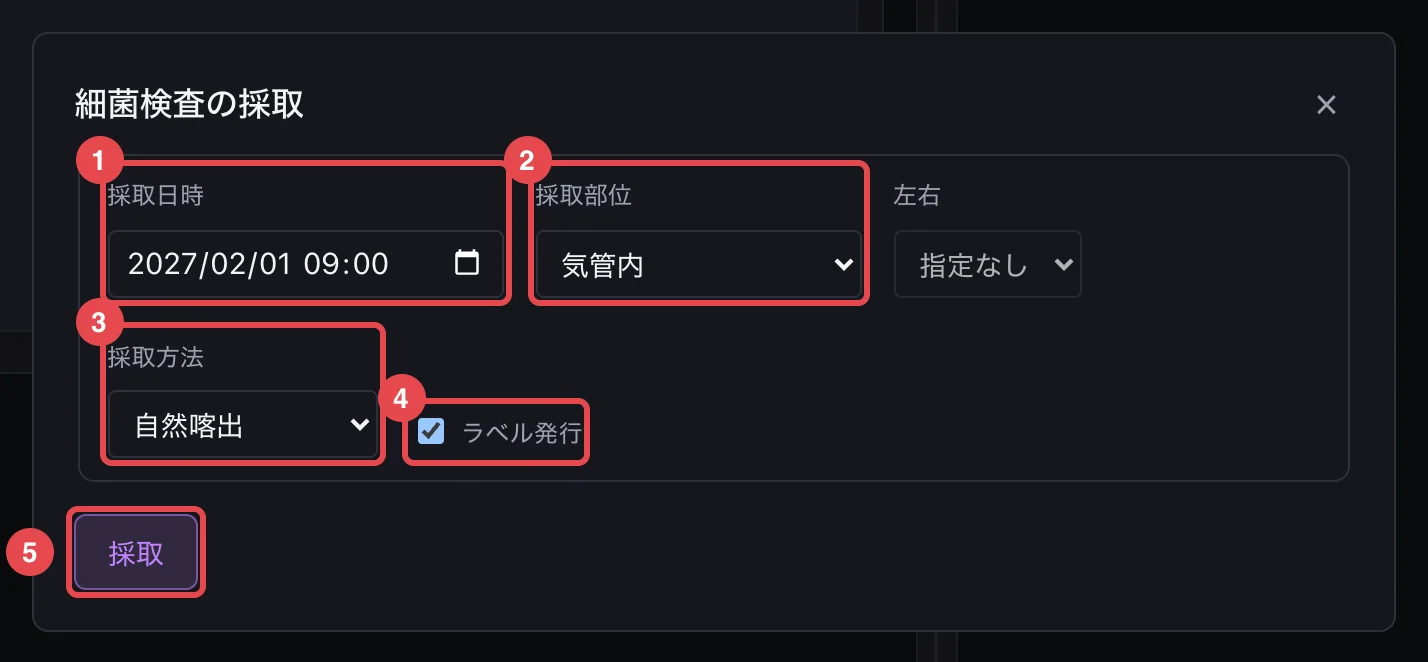 細菌検査の採取
×
1
採取日時
2027/02/01 09:00
2
採取部位
気管内
左右
指定なし
3
採取方法
自然喀出
4
ラベル発行
5
採取